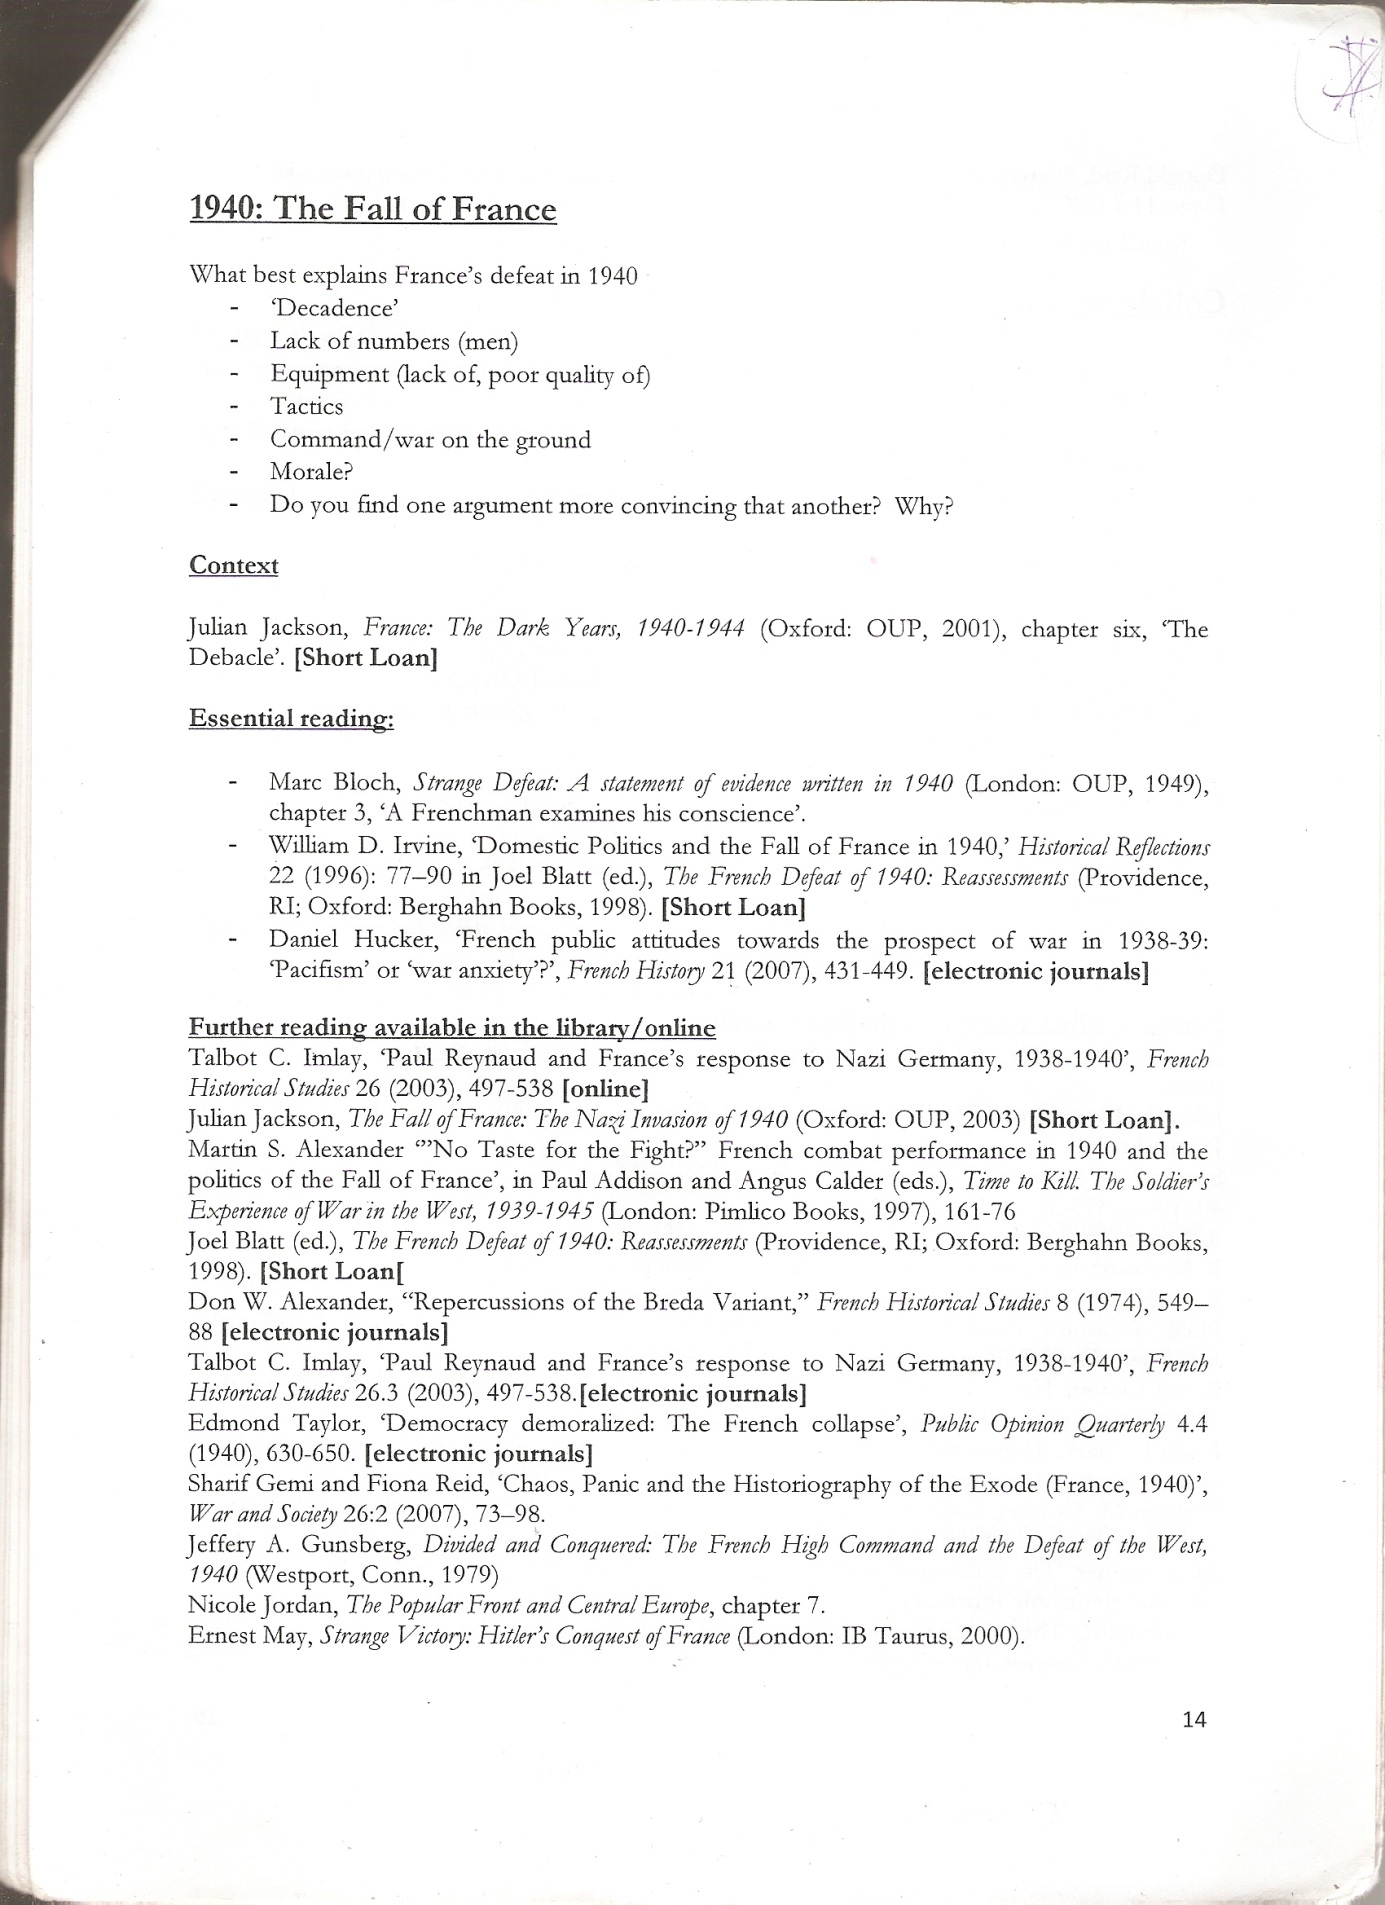 1940: The Fall of France
What best explains France's defeat in 1940
- 'Decadence'
- Lack of numbers (men)
- Equipment (lack of, poor quality of)
- Tactics
- Command/war on the ground
- Morale?
- Do you find one argument more convincing that another? Why?
Context
Julian Jackson, France: The Dark Years, 1940-1944 (Oxford: OUP, 2001), chapter six, 'The
Debacle'. [Short Loan]
Essential reading:
- Marc Bloch, Strange Defeat: A statement of evidence written in 1940 (London: OUP, 1949),
chapter 3, 'A Frenchman examines his conscience'.
- William D. Irvine, 'Domestic Politics and the Fall of France in 1940,' Historical Reflections
22 (1996): 77–90 in Joel Blatt (ed.), The French Defeat of 1940: Reassessments (Providence,
RI; Oxford: Berghahn Books, 1998). [Short Loan]
- Daniel Hucker, 'French public attitudes towards the prospect of war in 1938-39:
'Pacifism' or 'war anxiety'?', French History 21 (2007), 431-449. [electronic journals]
Further reading available in the library/online
Talbot C. Imlay, 'Paul Reynaud and France's response to Nazi Germany, 1938-1940', French
Historical Studies 26 (2003), 497-538 [online]
Julian Jackson, The Fall of France: The Nazi Invasion of 1940 (Oxford: OUP, 2003) [Short Loan].
Martin S. Alexander '"No Taste for the Fight?" French combat performance in 1940 and the
politics of the Fall of France', in Paul Addison and Angus Calder (eds.), Time to Kill. The Soldier's
Experience of War in the West, 1939-1945 (London: Pimlico Books, 1997), 161-76
Joel Blatt (ed.), The French Defeat of 1940: Reassessments (Providence, RI; Oxford: Berghahn Books,
1998). [Short Loan[
Don W. Alexander, "Repercussions of the Breda Variant," French Historical Studies 8 (1974), 549–
88 [electronic journals]
Talbot C. Imlay, 'Paul Reynaud and France's response to Nazi Germany, 1938-1940', French
Historical Studies 26.3 (2003), 497-538.[electronic journals]
Edmond Taylor, 'Democracy demoralized: The French collapse', Public Opinion Quarterly 4.4
(1940), 630-650. [electronic journals]
Sharif Gemi and Fiona Reid, 'Chaos, Panic and the Historiography of the Exode (France, 1940)',
War and Society 26:2 (2007), 73–98.
Jeffery A. Gunsberg, Divided and Conquered: The French High Command and the Defeat of the West,
1940 (Westport, Conn., 1979)
Nicole Jordan, The Popular Front and Central Europe, chapter 7.
Ernest May, Strange Victory: Hitler's Conquest of France (London: IB Taurus, 2000).
14